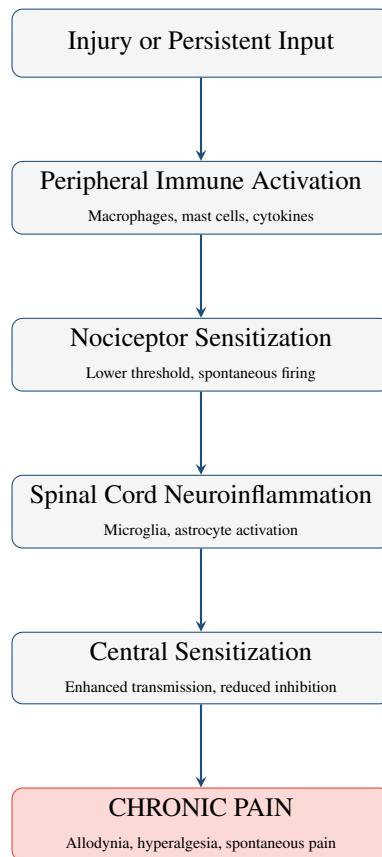 Injury or Persistent Input
Peripheral Immune Activation
Macrophages, mast cells, cytokines
Nociceptor Sensitization
Lower threshold, spontaneous firing
Spinal Cord Neuroinflammation
Microglia, astrocyte activation
Central Sensitization
Enhanced transmission, reduced inhibition
CHRONIC PAIN
Allodynia, hyperalgesia, spontaneous pain